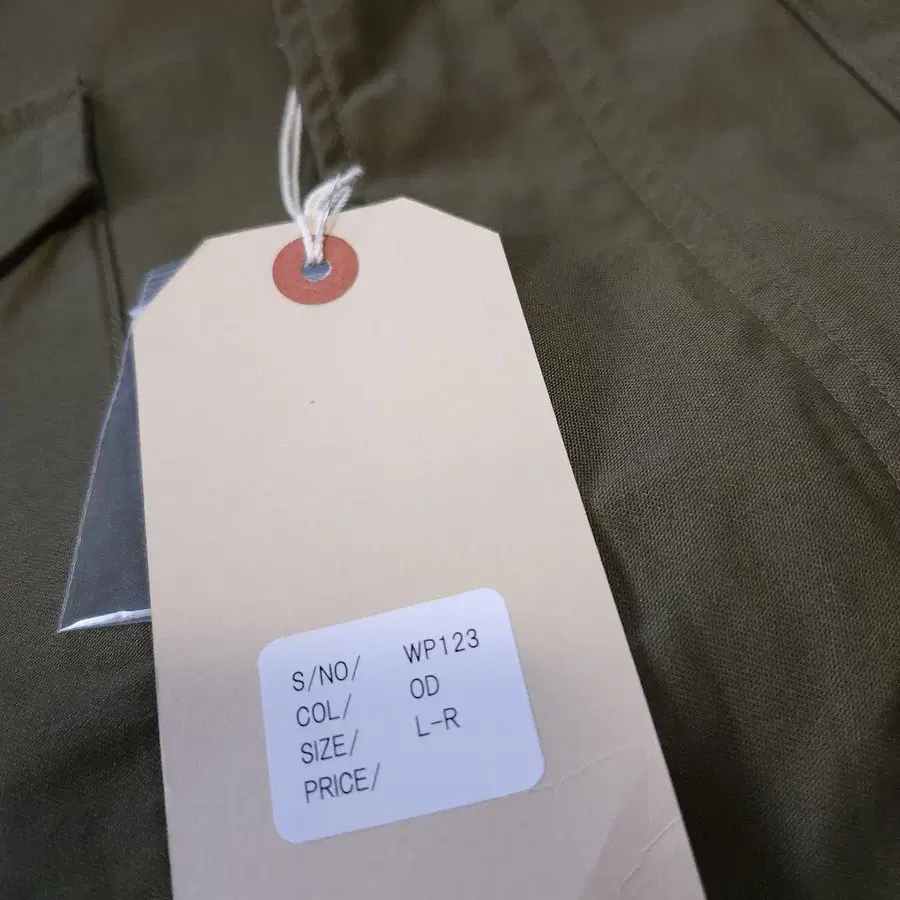 S/NO/ WP123
COL/ OD
SIZE/ L-R
PRICE/